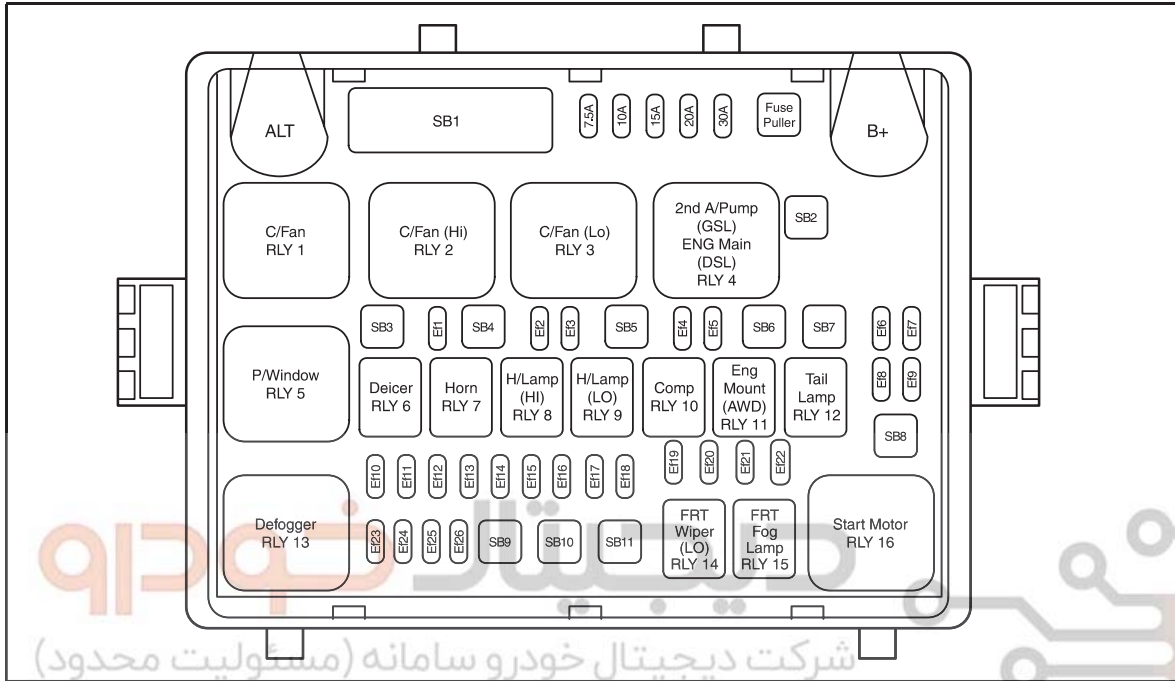 ALT
SB1
7.5A
10A
15A
20A
30A
Fuse
Puller
B+
C/Fan
RLY 1
C/Fan (Hi)
RLY 2
C/Fan (Lo)
RLY 3
2nd A/Pump
(GSL)
ENG Main
(DSL)
RLY 4
SB2
SB3
Ef1
SB4
Ef2
Ef3
SB5
Ef4
Ef5
SB6
SB7
Ef6
Ef7
Ef8
Ef9
P/Window
RLY 5
Deicer
RLY 6
Horn
RLY 7
H/Lamp
(HI)
RLY 8
H/Lamp
(LO)
RLY 9
Comp
RLY 10
Eng
Mount
(AWD)
RLY 11
Tail
Lamp
RLY 12
SB8
Ef10
Ef11
Ef12
Ef13
Ef14
Ef15
Ef16
Ef17
Ef18
Ef19
Ef20
Ef21
Ef22
Defogger
RLY 13
Ef23
Ef24
Ef25
Ef26
SB9
SB10
SB11
FRT
Wiper
(LO)
RLY 14
FRT
Fog
Lamp
RLY 15
Start Motor
RLY 16
دیجیتال خودرو
شرکت دیجیتال خودرو سامانه (مسئولیت محدود)